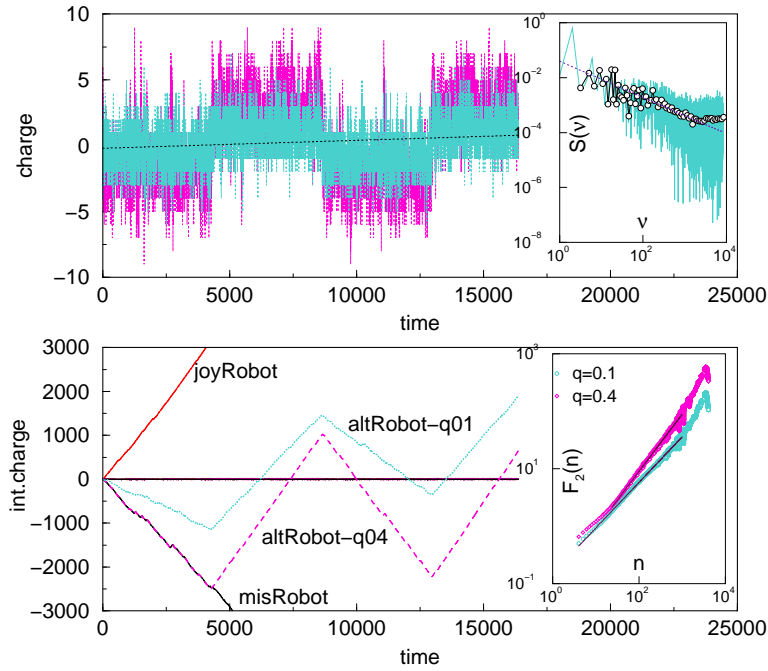 10
5
0
−5
−10
charge
0
5000
10000
15000
20000
25000
time
10^0
10^−2
10^−4
10^−6
10^−8
S(ν)
10^0
10^2
10^4
ν
3000
2000
1000
0
−1000
−2000
−3000
int.charge
joyRobot
altRobot−q01
altRobot−q04
misRobot
0
5000
10000
15000
20000
25000
time
10^3
10^1
10^−1
F_2(n)
q=0.1
q=0.4
10^0
10^2
10^4
n